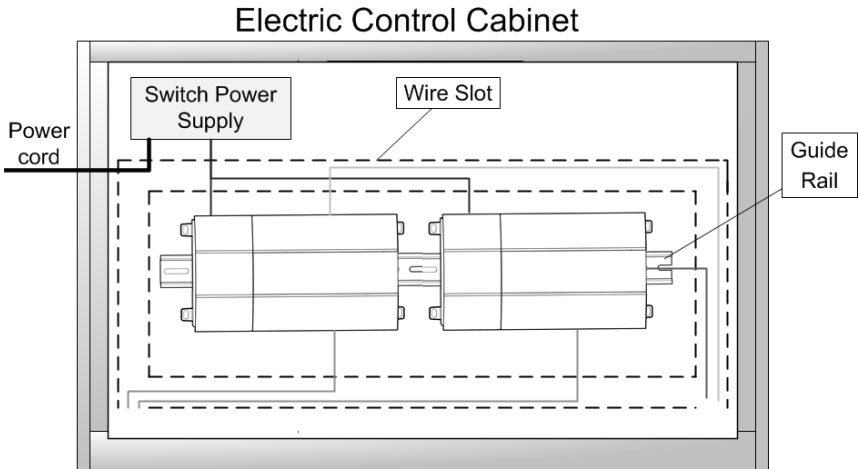 Electric Control Cabinet
Switch Power
Supply
Wire Slot
Power
cord
Guide
Rail